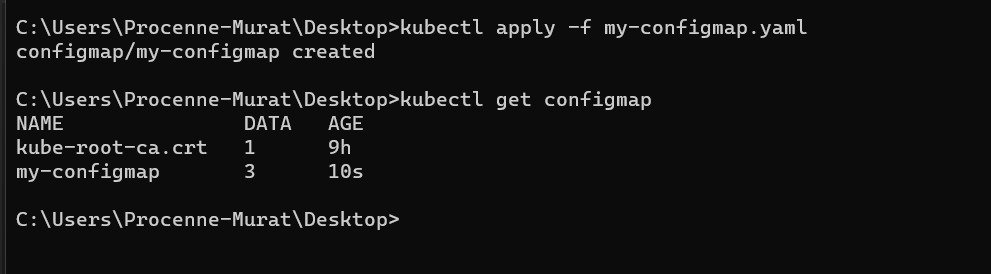 C:\Users\Procenne-Murat\Desktop>kubectl apply -f my-configmap.yaml
configmap/my-configmap created
C:\Users\Procenne-Murat\Desktop>kubectl get configmap
NAME               DATA   AGE
kube-root-ca.crt   1      9h
my-configmap       3      10s
C:\Users\Procenne-Murat\Desktop>